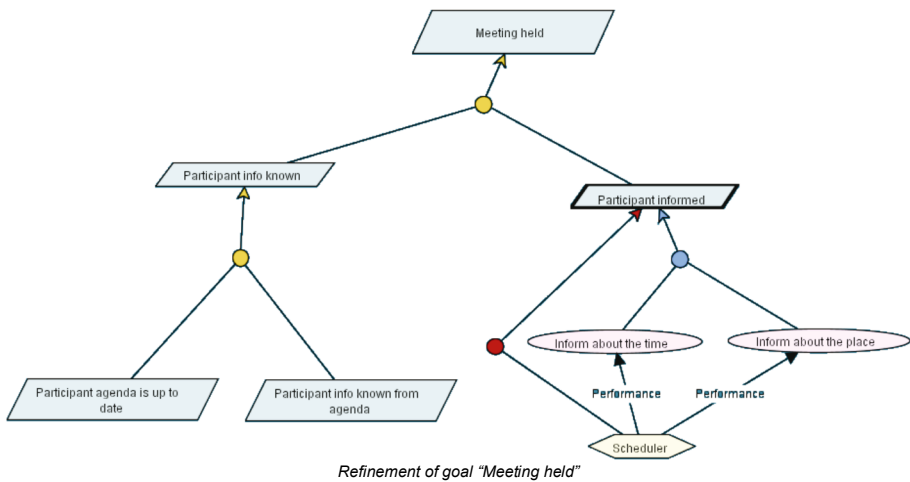 Meeting held
Participant info known
Participant informed
Inform about the time
Inform about the place
Participant agenda is up to
date
Participant info known from
agenda
Performance
Performance
Scheduler
Refinement of goal “Meeting held”